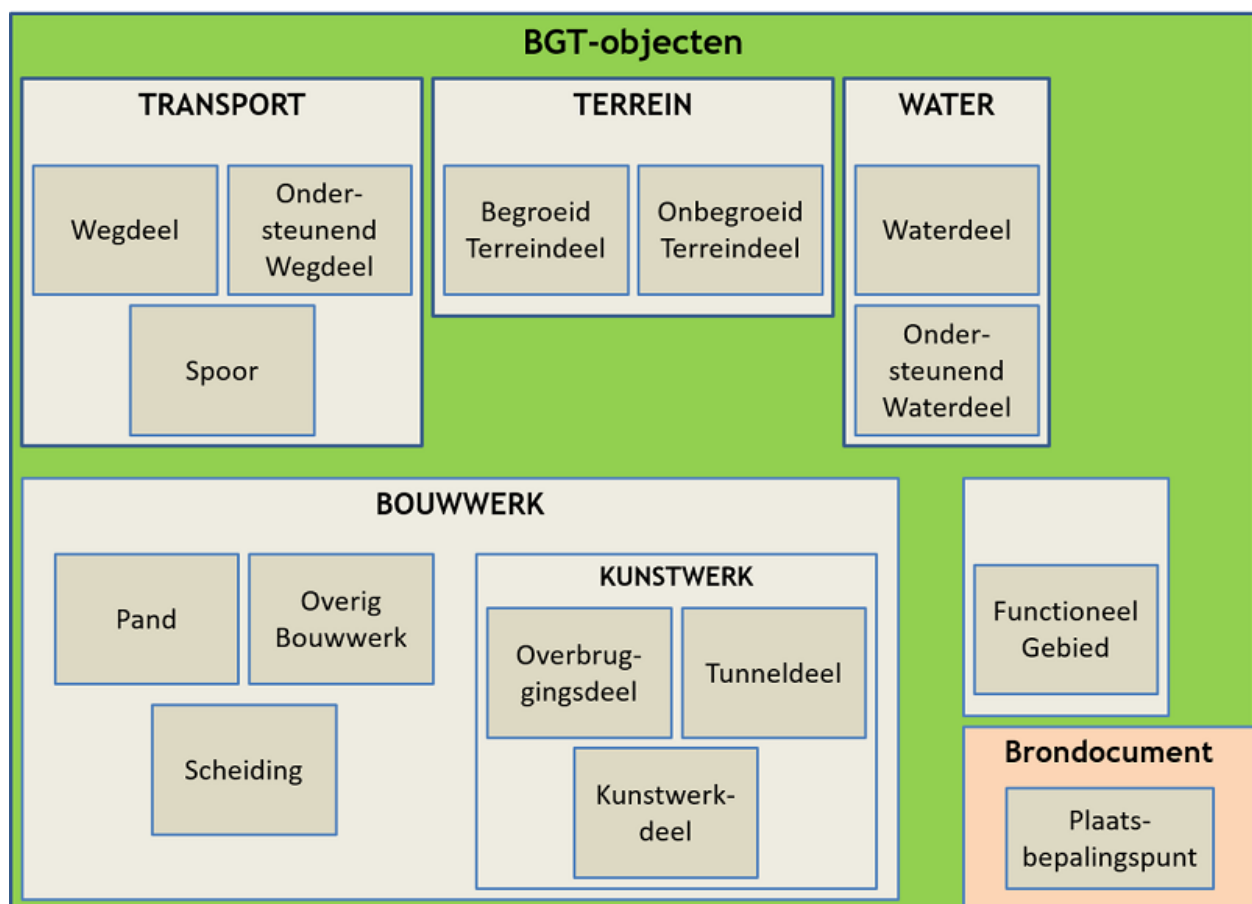 BGT-objecten
TRANSPORT
Wegdeel
Onder-
steunend
Wegdeel
Spoor
TERREIN
Begroeid
Terreindeel
Onbegroeid
Terreindeel
WATER
Waterdeel
Onder-
steunend
Waterdeel
BOUWWERK
Pand
Overig
Bouwwerk
Scheiding
KUNSTWERK
Overbrug-
gingsdeel
Tunneldeel
Kunstwerk-
deel
Functioneel
Gebied
Brondocument
Plaats-
bepalingspunt